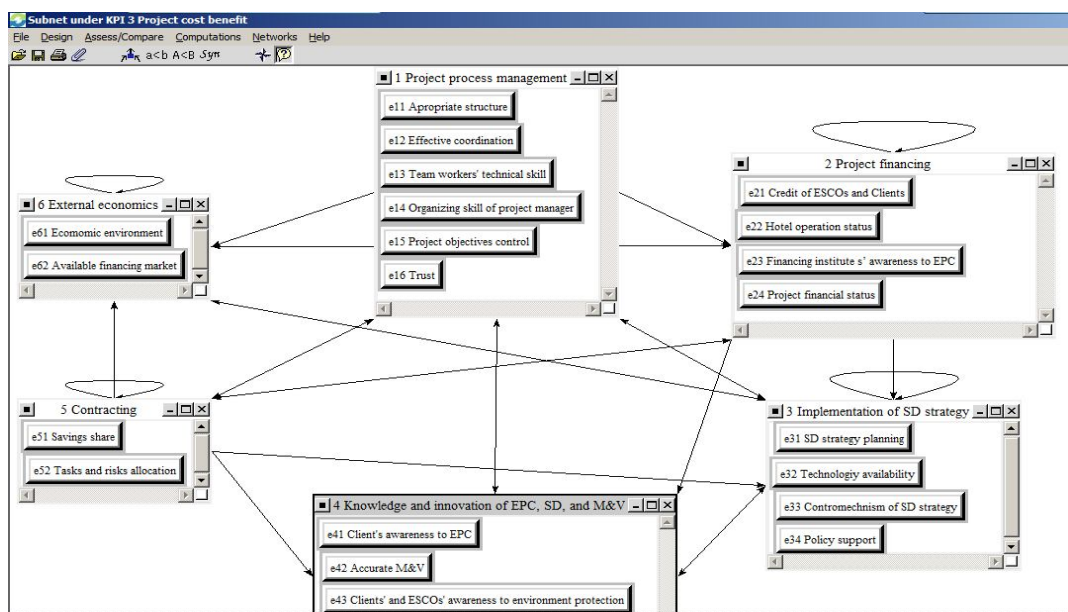 Subnet under KPI 3 Project cost benefit
File Design Assess/Compare Computations Networks Help
a<b A<B Syn
1 Project process management
e11 Apropriate structure
e12 Effective coordination
e13 Team workers' technical skill
e14 Organizing skill of project manager
e15 Project objectives control
e16 Trust
2 Project financing
e21 Credit of ESCOs and Clients
e22 Hotel operation status
e23 Financing institute s' awareness to EPC
e24 Project financial status
6 External economics
e61 Ecomomic environment
e62 Available financing market
5 Contracting
e51 Savings share
e52 Tasks and risks allocation
3 Implementation of SD strategy
e31 SD strategy planning
e32 Technologiy availability
e33 Contromechnism of SD strategy
e34 Policy support
4 Knowledge and innovation of EPC, SD, and M&V
e41 Client's awareness to EPC
e42 Accurate M&V
e43 Clients' and ESCOs' awareness to environment protection